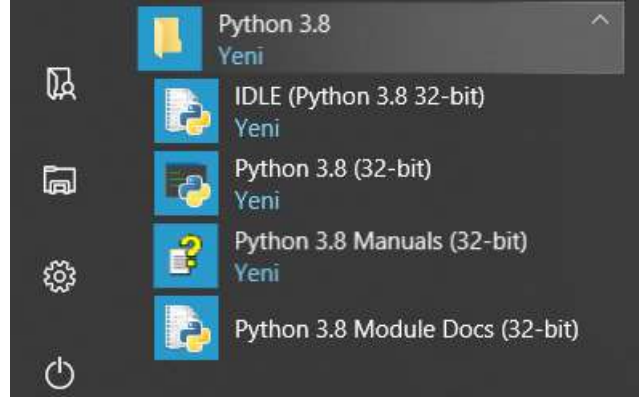 Python 3.8
Yeni
IDLE (Python 3.8 32-bit)
Yeni
Python 3.8 (32-bit)
Yeni
Python 3.8 Manuals (32-bit)
Yeni
Python 3.8 Module Docs (32-bit)